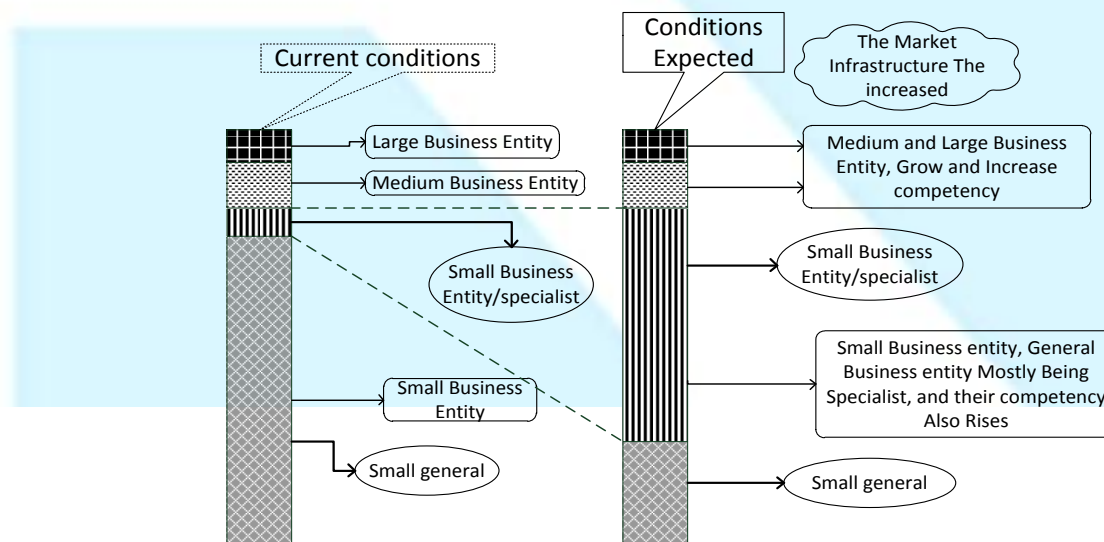 Current conditions
Conditions
Expected
The Market
Infrastructure The
increased
Large Business Entity
Medium Business Entity
Small Business
Entity/specialist
Small Business
Entity
Small general
Medium and Large Business
Entity, Grow and Increase
competency
Small Business
Entity/specialist
Small Business entity, General
Business entity Mostly Being
Specialist, and their competency
Also Rises
Small general